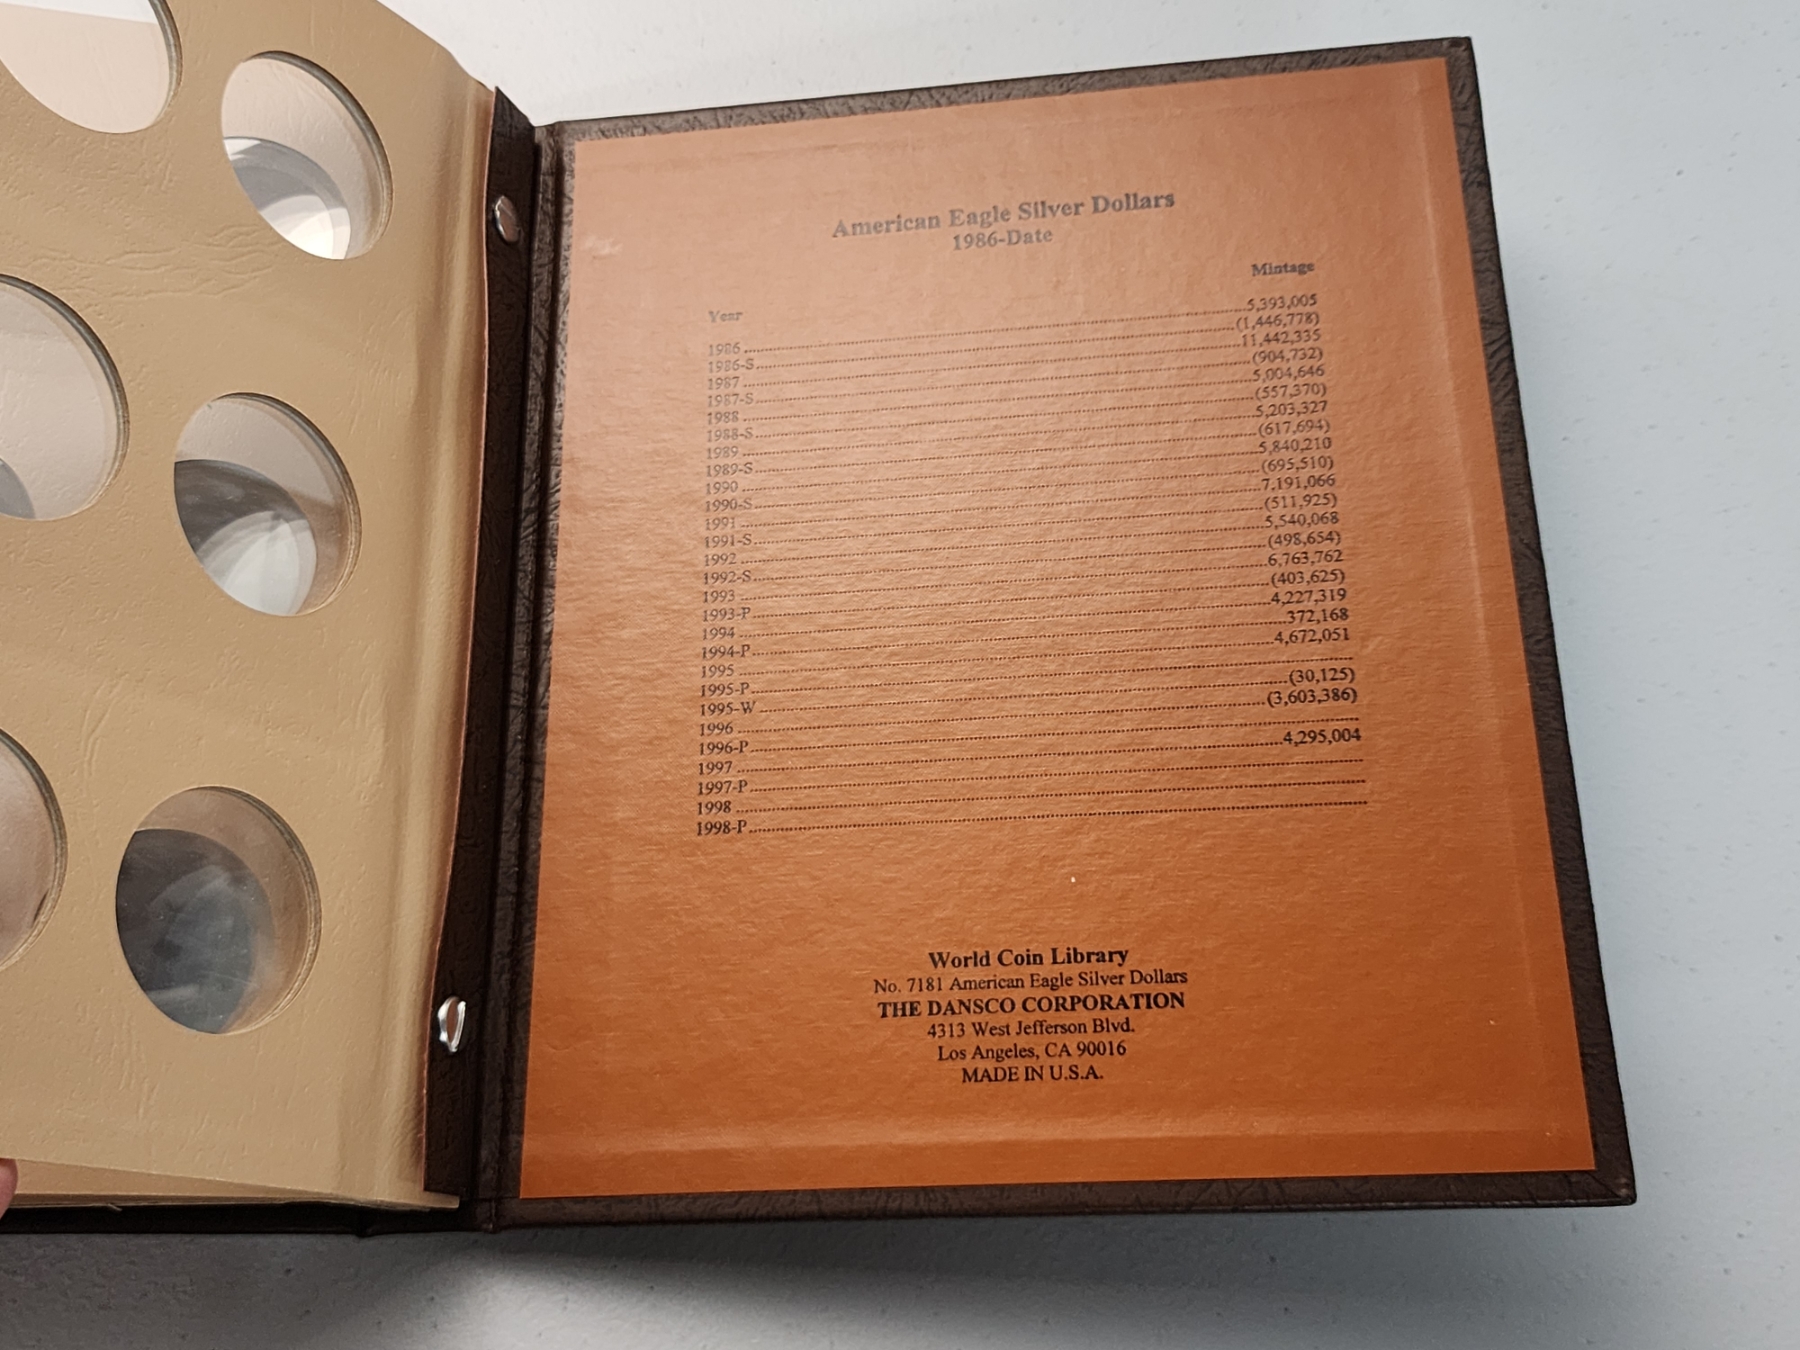 American Eagle Silver Dollars
1986-Date
Year Mintage
1986 5,393,005
1986-S (1,446,778)
1987 11,442,335
1987-S (904,732)
1988 5,004,646
1988-S (557,370)
1989 5,203,327
1989-S (617,694)
1990 5,840,210
1990-S (695,510)
1991 7,191,066
1991-S (511,925)
1992 5,540,068
1992-S (498,654)
1993 6,763,762
1993-P (403,625)
1994 4,227,319
1994-P 372,168
1995 4,672,051
1995-P
1995-W (30,125)
1996 (3,603,386)
1996-P
1997 4,295,004
1997-P
1998
1998-P
World Coin Library
No. 7181 American Eagle Silver Dollars
THE DANSCO CORPORATION
4313 West Jefferson Blvd.
Los Angeles, CA 90016
MADE IN U.S.A.